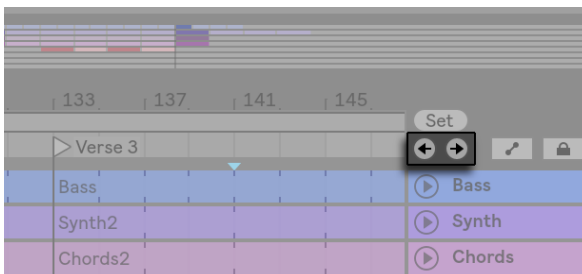 133 137 141 145
Set
Verse 3
Bass Bass
Synth2 Synth
Chords2 Chords